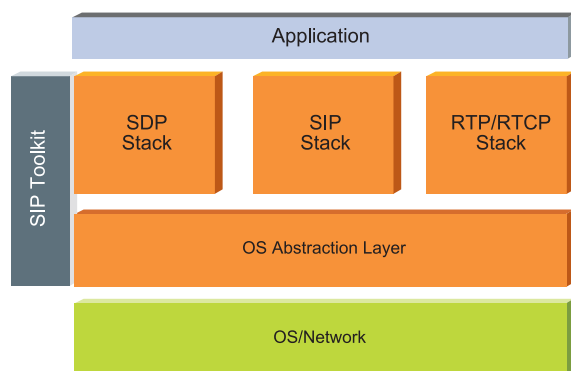 Application
SIP Toolkit
SDP
Stack
SIP
Stack
RTP/RTCP
Stack
OS Abstraction Layer
OS/Network